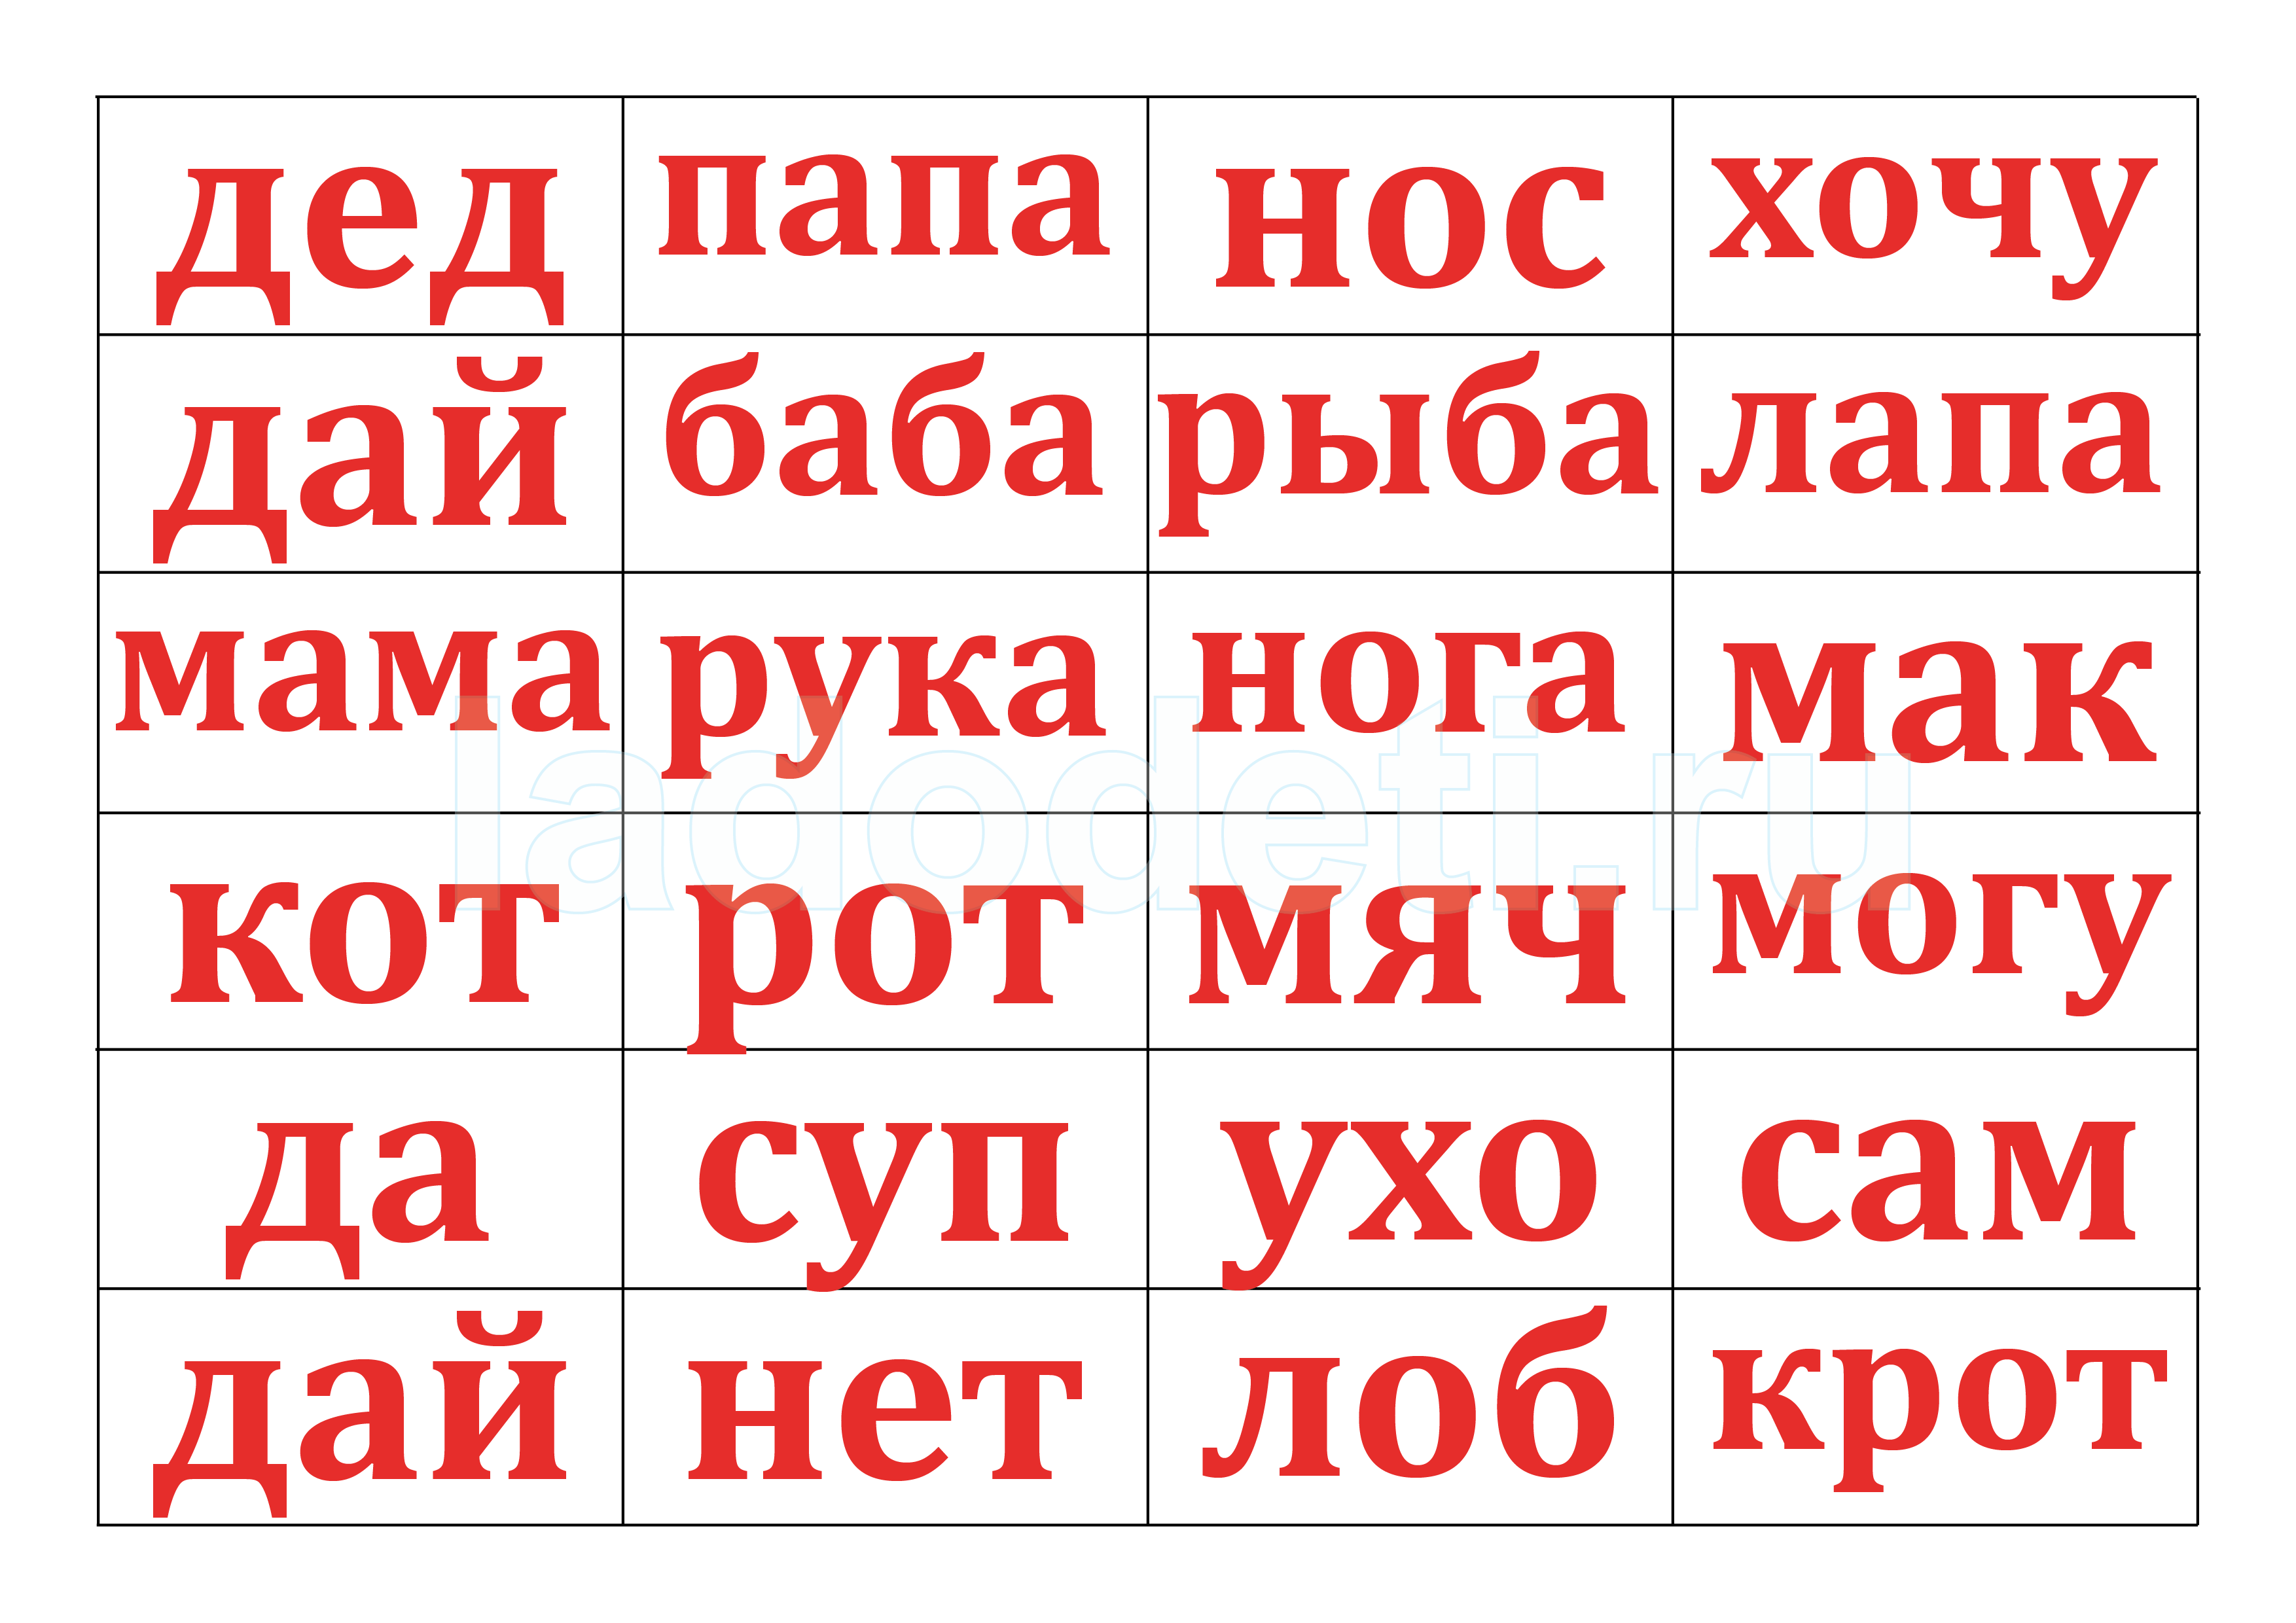 дед папа нос хочу
дай баба рыба лапа
мама рука нога мак
ladodeti.ru
кот рот мяч могу
да суп ухо сам
дай нет лоб крот